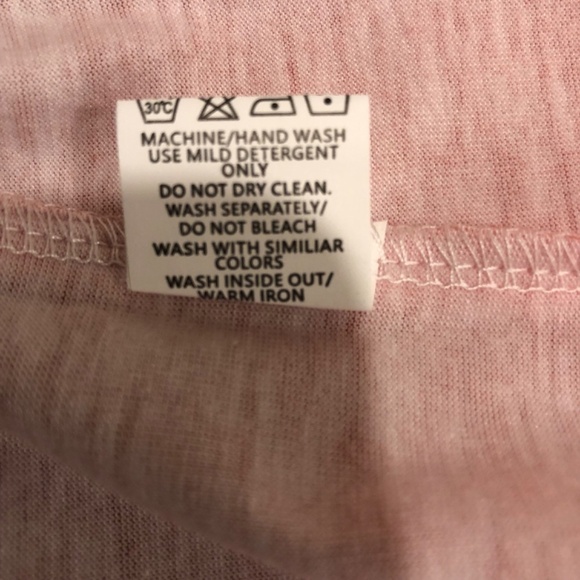 30°C
MACHINE/HAND WASH
USE MILD DETERGENT
ONLY
DO NOT DRY CLEAN.
WASH SEPARATELY/
DO NOT BLEACH
WASH WITH SIMILIAR
COLORS
WASH INSIDE OUT/
WARM IRON